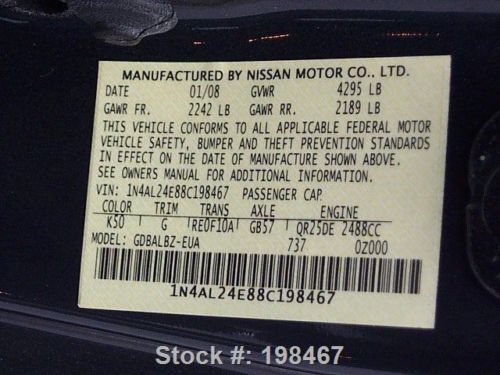 MANUFACTURED BY NISSAN MOTOR CO., LTD.
DATE 01/08 GVWR 4295 LB
GAWR FR. 2242 LB GAWR RR. 2189 LB
THIS VEHICLE CONFORMS TO ALL APPLICABLE FEDERAL MOTOR
VEHICLE SAFETY, BUMPER AND THEFT PREVENTION STANDARDS
IN EFFECT ON THE DATE OF MANUFACTURE SHOWN ABOVE.
SEE OWNERS MANUAL FOR ADDITIONAL INFORMATION.
VIN: 1N4AL24E88C198467 PASSENGER CAP.
COLOR TRIM TRANS AXLE ENGINE
K50 G RE0F10A GB57 QR25DE 2488CC
MODEL: GDBALBZ-EUA 737 0Z000
1N4AL24E88C198467
Stock #: 198467